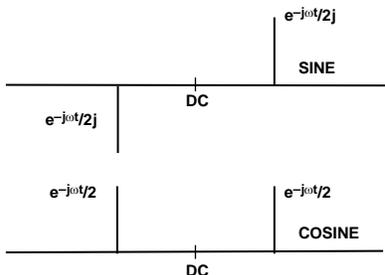 e–jωt/2j
SINE
DC
e–jωt/2j
e–jωt/2
e–jωt/2
COSINE
DC